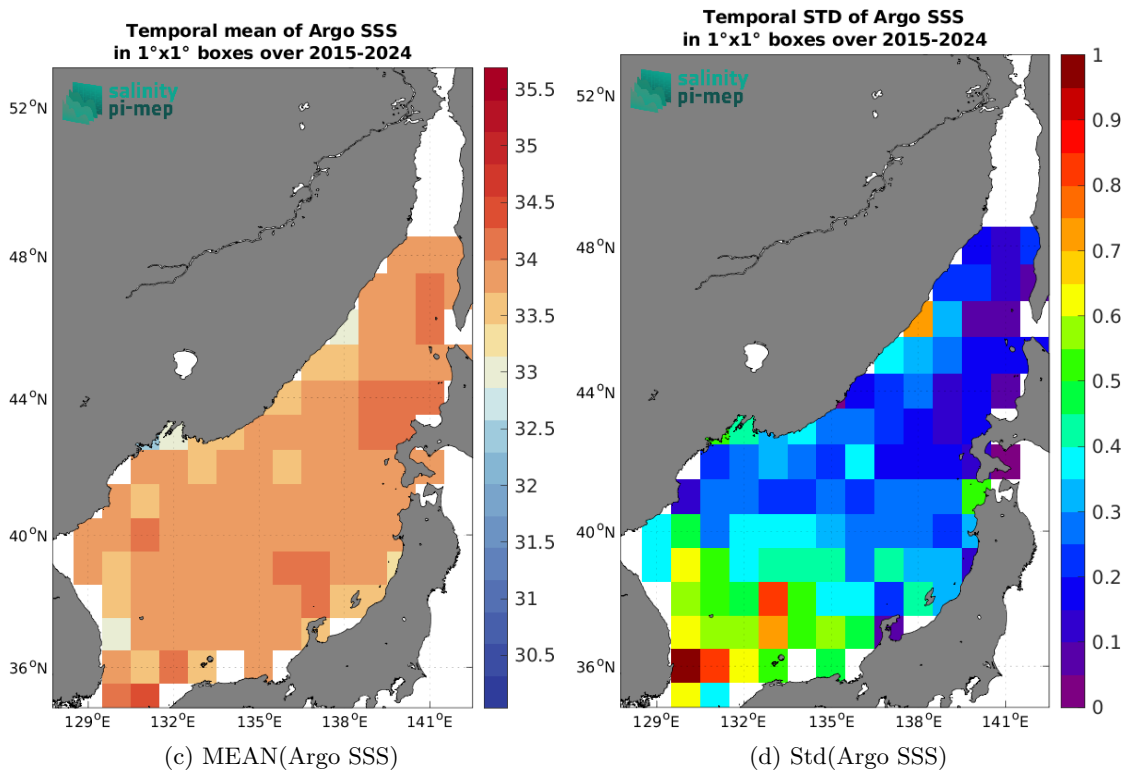 Temporal mean of Argo SSS
in 1°x1° boxes over 2015-2024
salinity
pi-mep
52°N
48°N
44°N
40°N
36°N
129°E
132°E
135°E
138°E
141°E
35.5
35
34.5
34
33.5
33
32.5
32
31.5
31
30.5
(c) MEAN(Argo SSS)
Temporal STD of Argo SSS
in 1°x1° boxes over 2015-2024
salinity
pi-mep
52°N
48°N
44°N
40°N
36°N
129°E
132°E
135°E
138°E
141°E
1
0.9
0.8
0.7
0.6
0.5
0.4
0.3
0.2
0.1
0
(d) Std(Argo SSS)